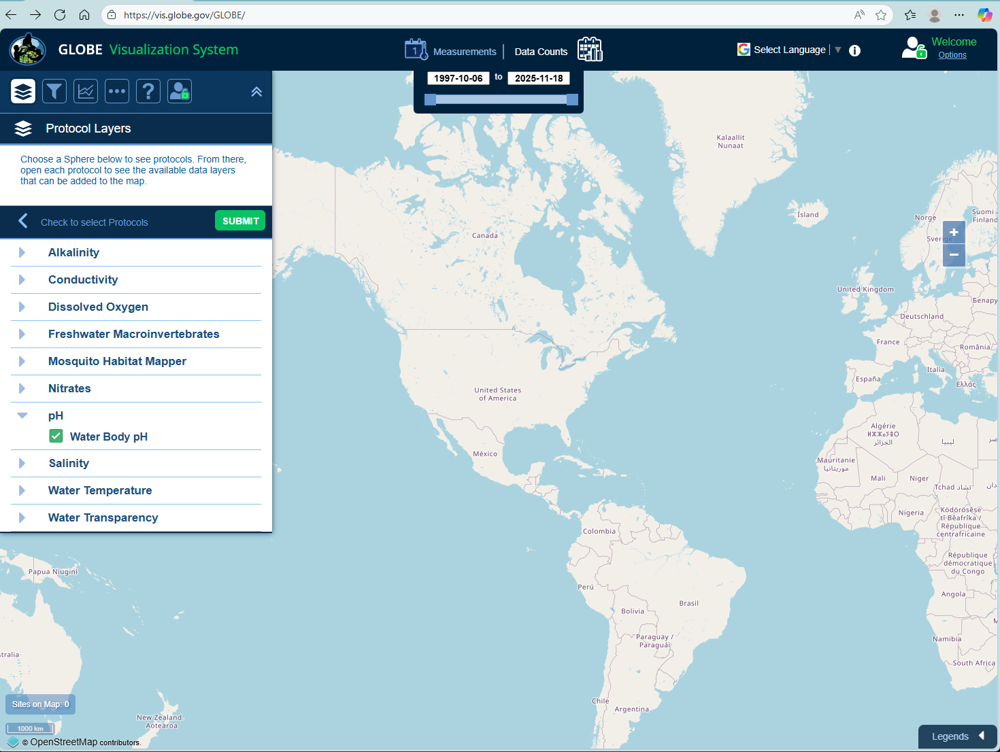 https://vis.globe.gov/GLOBE/
GLOBE Visualization System
1
Measurements
Data Counts
Select Language
Welcome
Options
1997-10-06 to 2025-11-18
Protocol Layers
Choose a Sphere below to see protocols. From there,
open each protocol to see the available data layers
that can be added to the map.
Check to select Protocols
SUBMIT
Alkalinity
Conductivity
Dissolved Oxygen
Freshwater Macroinvertebrates
Mosquito Habitat Mapper
Nitrates
pH
Water Body pH
Salinity
Water Temperature
Water Transparency
Kalaallit
Nunaat
Ísland
Norge
Suomi
Finland
Sverige
+
−
Canada
United Kingdom
Белару
Deutschland
France
România
Italia
España
Ελλάς
United States
of America
México
Algérie
ⵍⵣⵣⴰⵢⴻⵔ
الجزائر
ليبيا
مصر
Mauritanie
موريتانيا
Mali
Niger
Tchad تشاد
دان
Nigeria
Ködörösêse
tî Bêafrîka /
République
centrafricaine
Colombia
République
démocratique
du Congo
Perú
Brasil
Angola
Bolivia
Paraguay /
Paraguái
Namibia
South Africa
Chile
Argentina
Papua Niugini
stralia
New Zealand
Aotearoa
Sites on Map: 0
1000 km
© OpenStreetMap contributors.
Legends